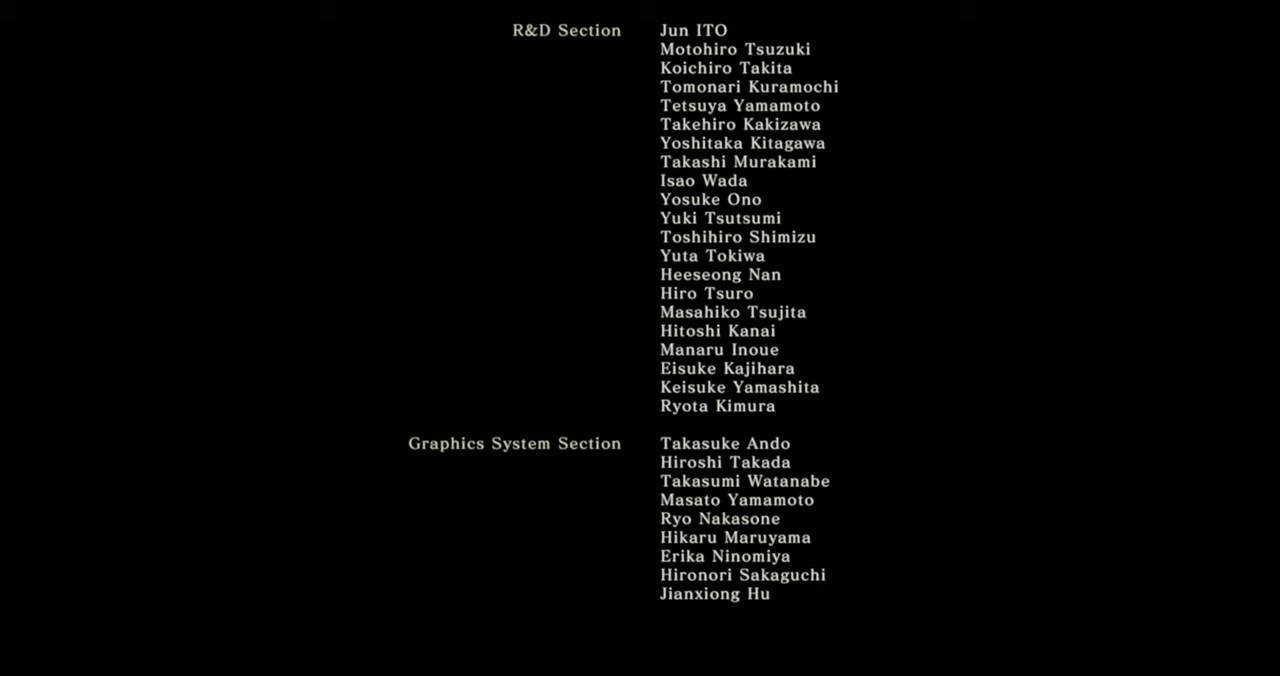 R&D Section Jun ITO
Motohiro Tsuzuki
Koichiro Takita
Tomonari Kuramochi
Tetsuya Yamamoto
Takehiro Kakizawa
Yoshitaka Kitagawa
Takashi Murakami
Isao Wada
Yosuke Ono
Yuki Tsutsumi
Toshihiro Shimizu
Yuta Tokiwa
Heeseong Nan
Hiro Tsuro
Masahiko Tsujita
Hitoshi Kanai
Manaru Inoue
Eisuke Kajihara
Keisuke Yamashita
Ryota Kimura
Graphics System Section Takasuke Ando
Hiroshi Takada
Takasumi Watanabe
Masato Yamamoto
Ryo Nakasone
Hikaru Maruyama
Erika Ninomiya
Hironori Sakaguchi
Jianxiong Hu